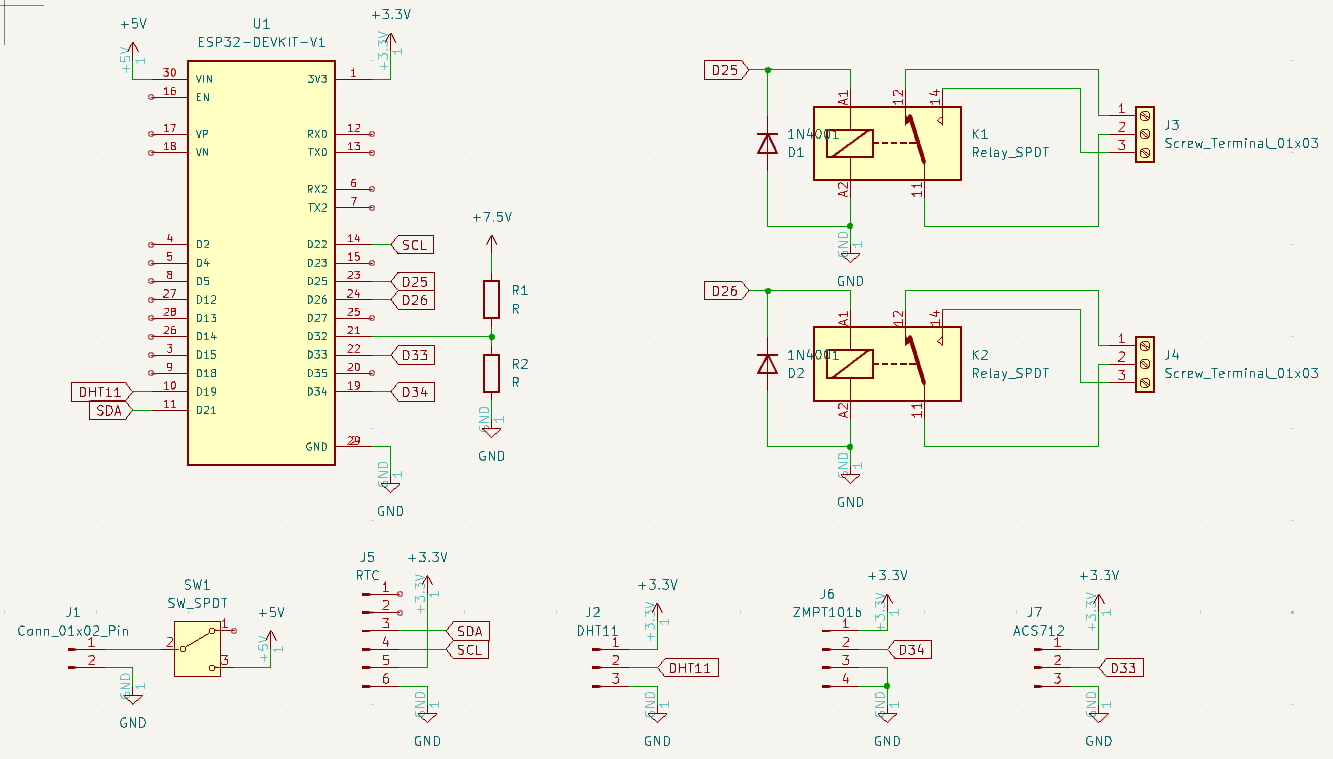 +5V
+5V
1
U1
ESP32-DEVKIT-V1
+3.3V
+3.3V
1
30 VIN
16 EN
17 VP
18 VN
4 D2
5 D4
8 D5
27 D12
D13
26 D14
3 D15
9 D18
DHT11 10 D19
SDA 11 D21
3V3 1
RX0 12
TX0 13
RX2 6
TX2 7
D22 14 SCL
D23 15
D25 23 D25
D26 24 D26
D27 25
D32 21
D33 22 D33
D35 20
D34 19 D34
GND
GND
1
GND
+7.5V
R1
R
R2
R
GND
1
GND
D25
1N4001
D1
A1
A2
12
14
11
K1
Relay_SPDT
GND
1
GND
1
2
3
J3
Screw_Terminal_01x03
D26
1N4001
D2
A1
A2
12
14
11
K2
Relay_SPDT
GND
1
GND
1
2
3
J4
Screw_Terminal_01x03
J1
Conn_01x02_Pin
1
2
GND
1
GND
SW1
SW_SPDT
2
1
3
+5V
+5V
1
J5
RTC
+3.3V
+3.3V
1
1
2
3 SDA
4 SCL
5
6
GND
1
GND
J2
DHT11
+3.3V
+3.3V
1
1
2 DHT11
3
GND
1
GND
J6
ZMPT101b
+3.3V
+3.3V
1
1
2 D34
3
4
GND
1
GND
J7
ACS712
+3.3V
+3.3V
1
1
2 D33
3
GND
1
GND